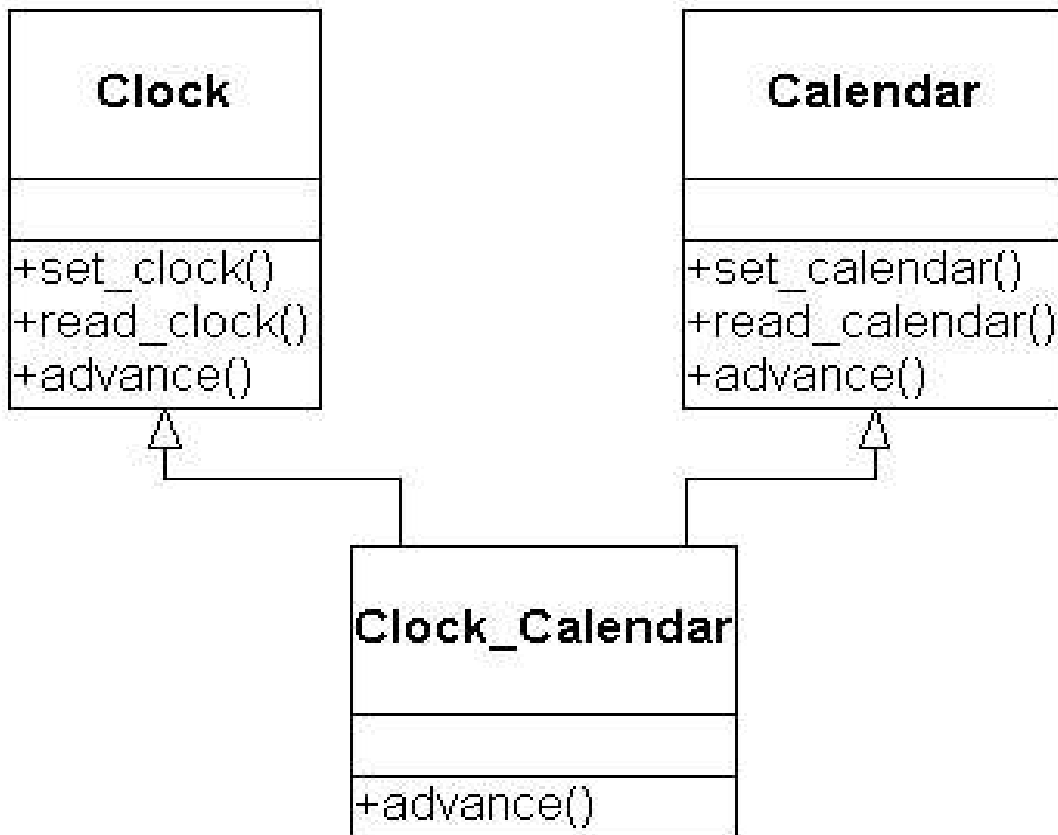 Clock
+set_clock()
+read_clock()
+advance()
Calendar
+set_calendar()
+read_calendar()
+advance()
Clock_Calendar
+advance()